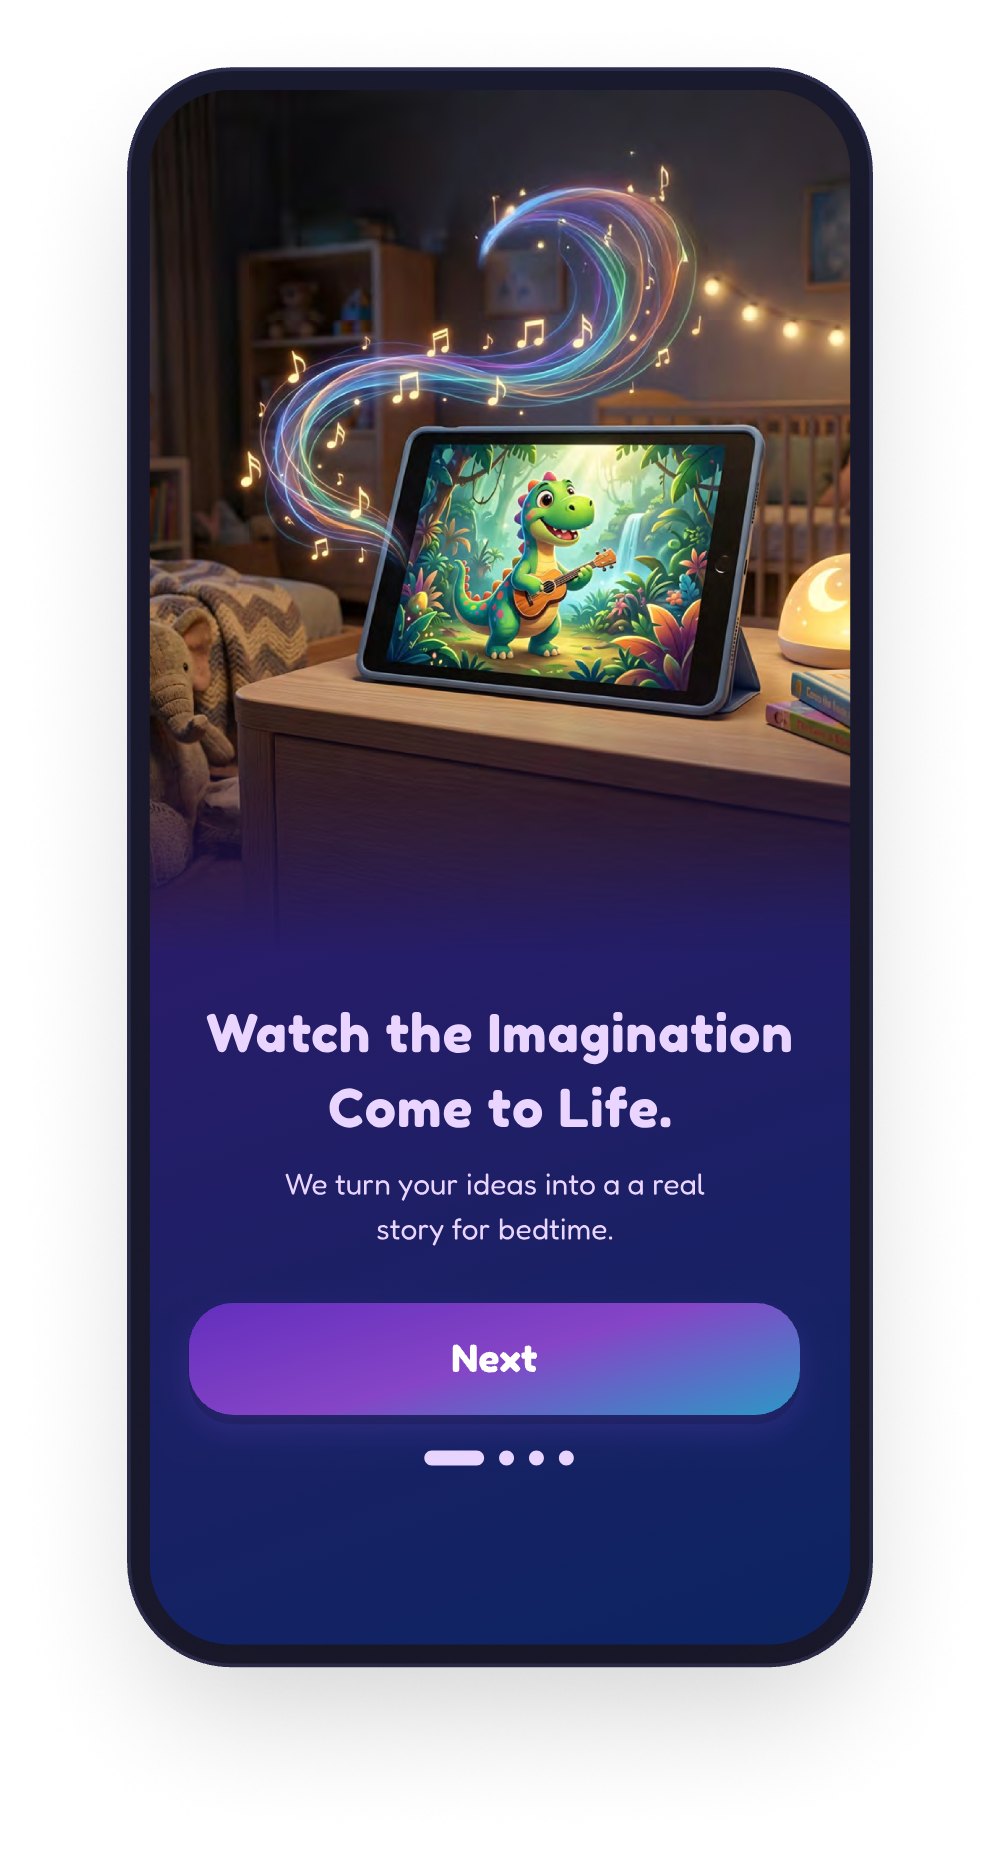 Watch the Imagination
Come to Life.
We turn your ideas into a a real
story for bedtime.
Next